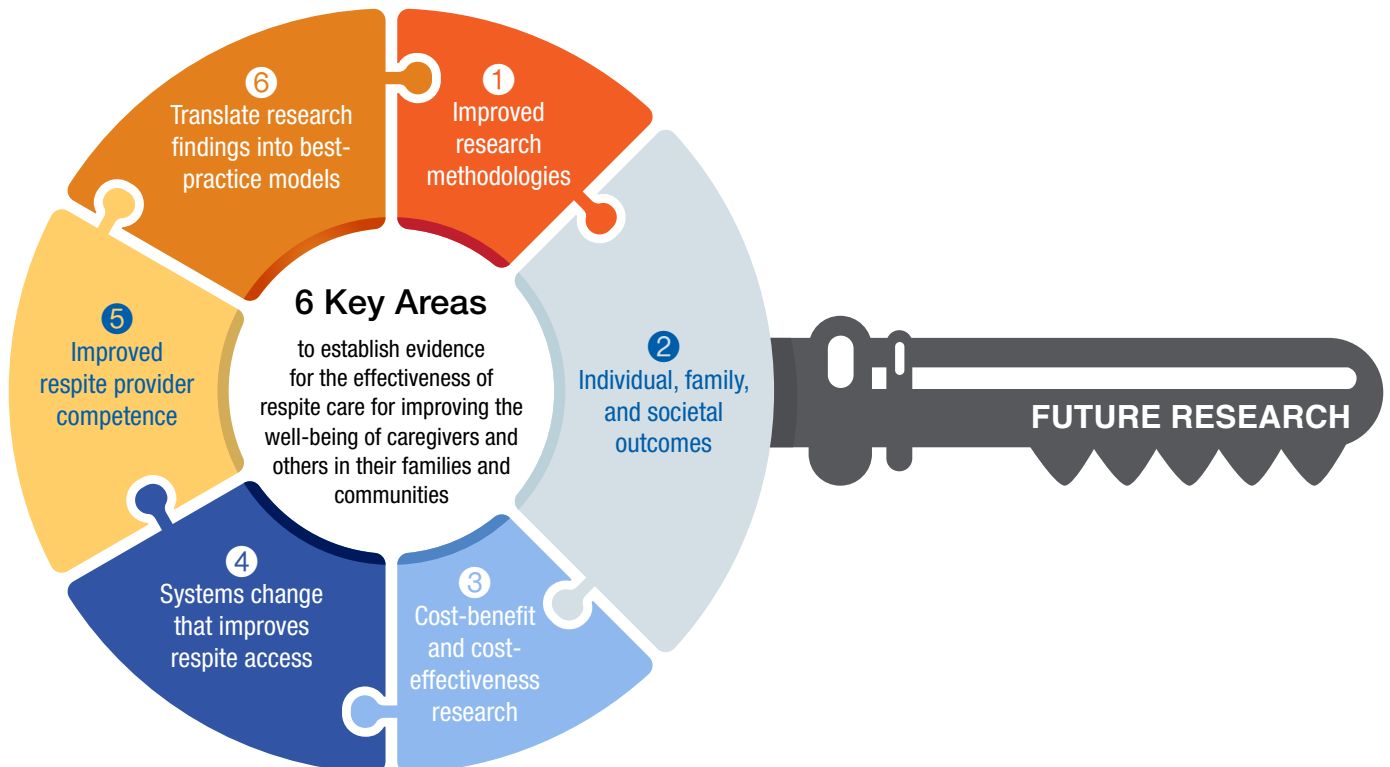 6 Key Areas
to establish evidence
for the effectiveness of
respite care for improving the
well-being of caregivers and
others in their families and
communities
1
Improved
research
methodologies
2
Individual, family,
and societal
outcomes
3
Cost-benefit
and cost-
effectiveness
research
4
Systems change
that improves
respite access
5
Improved
respite provider
competence
6
Translate research
findings into best-
practice models
FUTURE RESEARCH